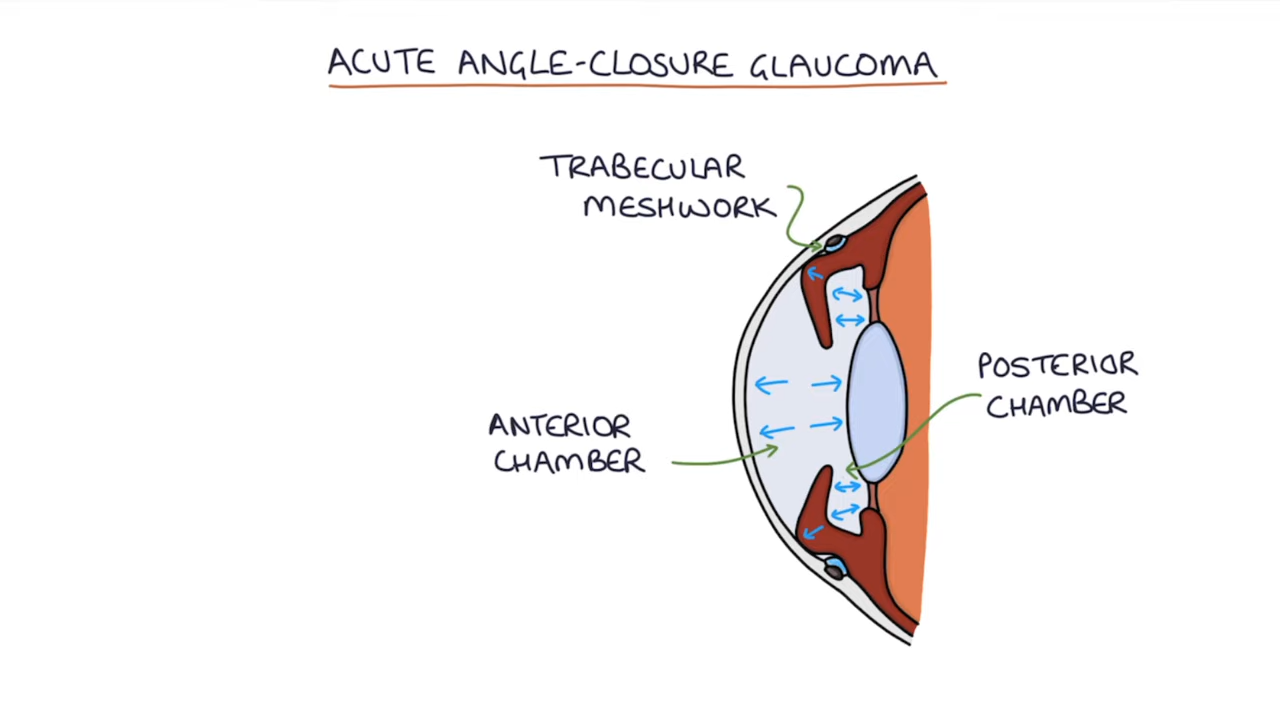 ACUTE ANGLE-CLOSURE GLAUCOMA
TRABECULAR
MESHWORK
POSTERIOR
CHAMBER
ANTERIOR
CHAMBER